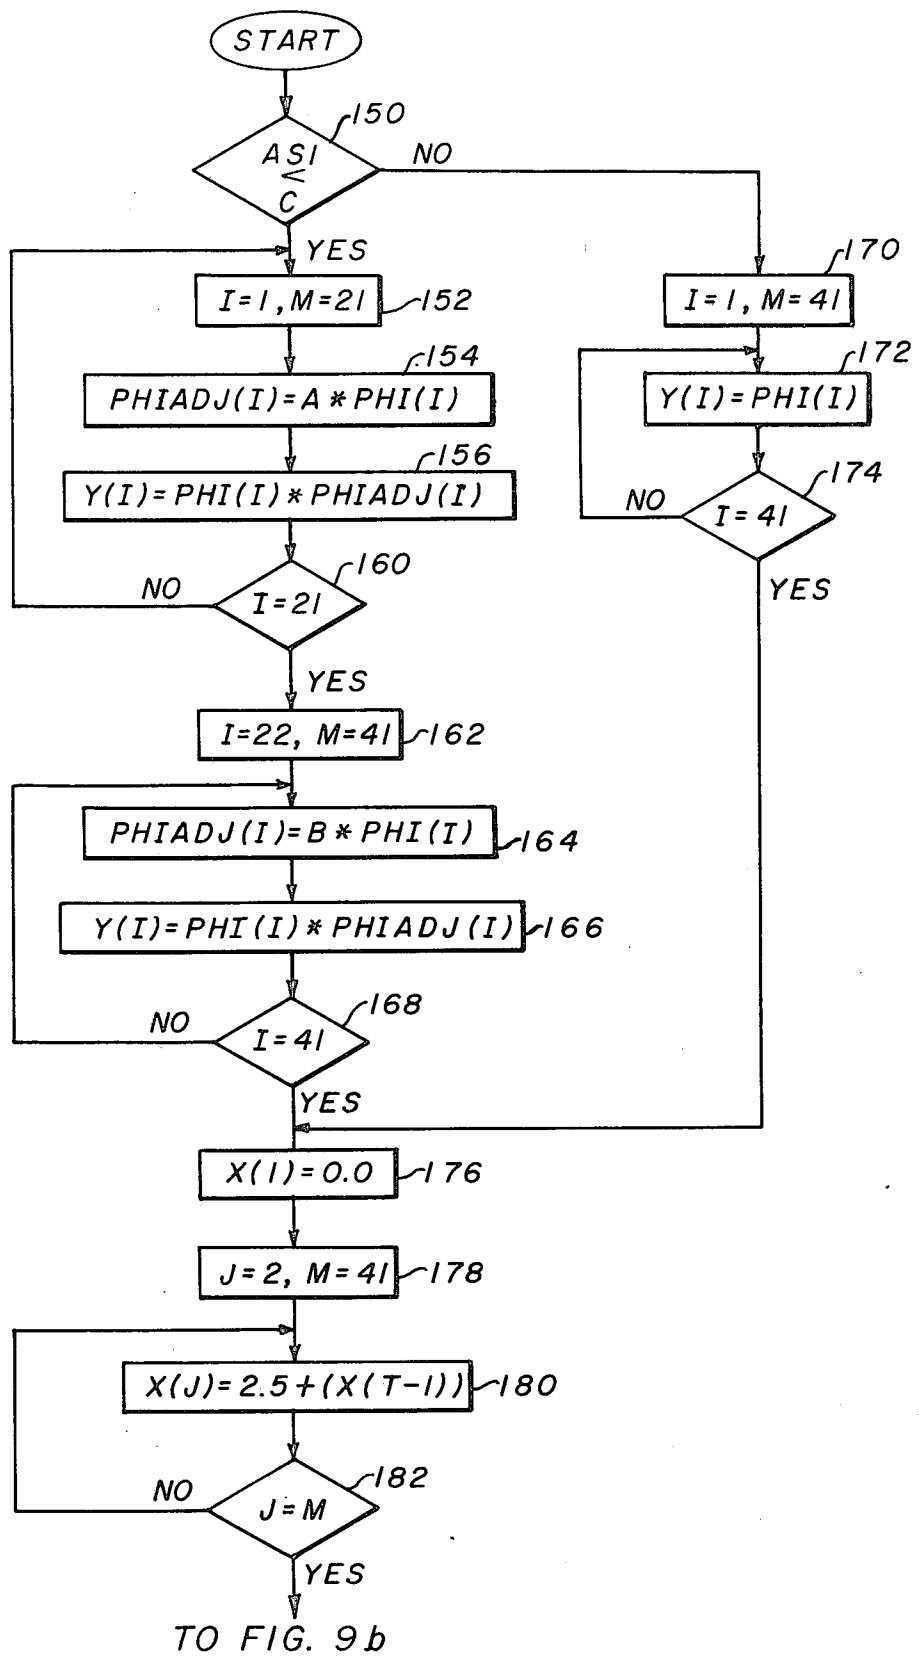 START
150
ASI
<
C
NO
YES
I=1, M=21
152
154
PHIADJ(I)=A*PHI(I)
156
Y(I)=PHI(I)*PHIADJ(I)
160
I=21
NO
YES
I=22, M=41
162
PHIADJ(I)=B*PHI(I)
164
Y(I)=PHI(I)*PHIADJ(I)
166
168
I=41
NO
YES
170
I=1, M=41
172
Y(I)=PHI(I)
174
I=41
NO
YES
X(1)=0.0
176
J=2, M=41
178
X(J)=2.5+(X(T-1))
180
182
J=M
NO
YES
TO FIG. 9b